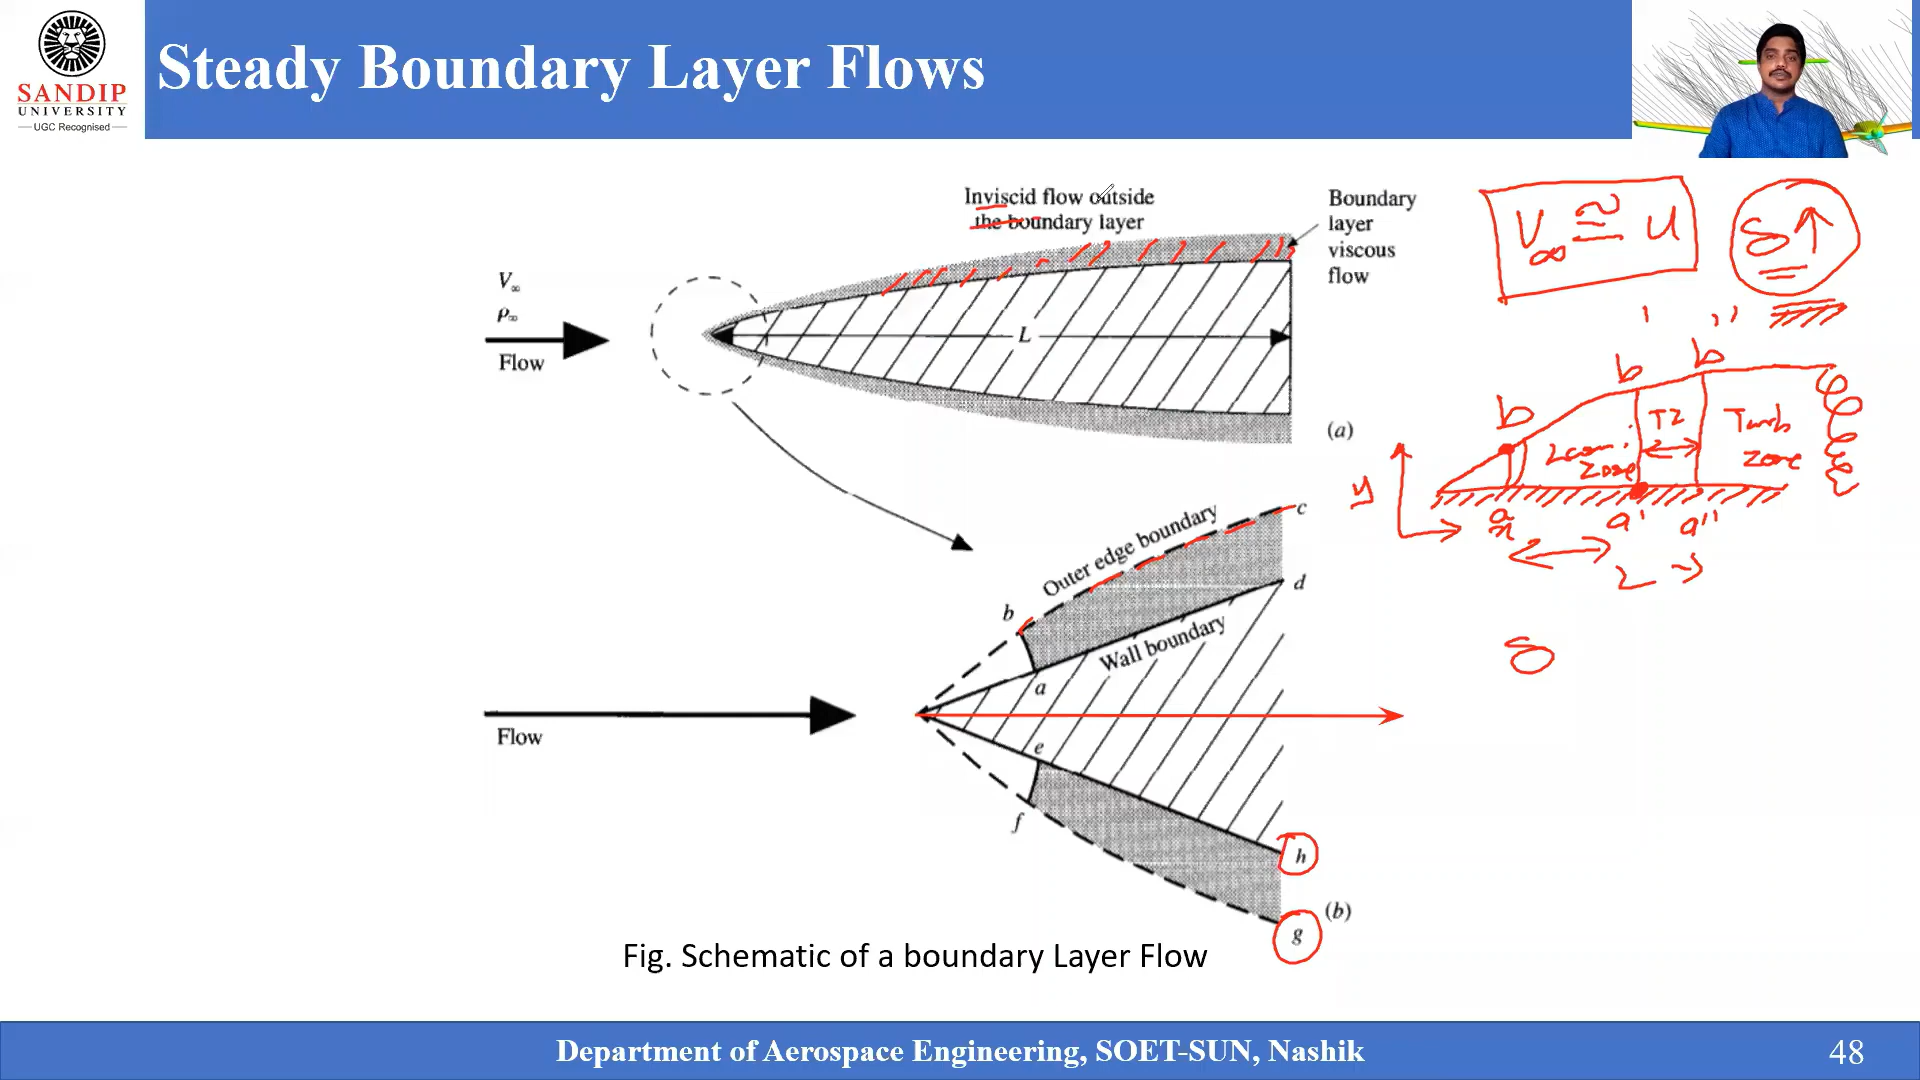 SANDIP
UNIVERSITY
UGC Recognised
Steady Boundary Layer Flows
Inviscid flow outside
the boundary layer
Boundary
layer
viscous
flow
V∞
ρ∞
Flow
L
(a)
V∞ ≅ u
δ↑
' ''
b b b
T2
Turb
Zone
Zone
y
a a' a''
x
L
δ
Outer edge boundary
c
b
d
Wall boundary
a
Flow
e
f
h
g
(b)
Fig. Schematic of a boundary Layer Flow
Department of Aerospace Engineering, SOET-SUN, Nashik
48